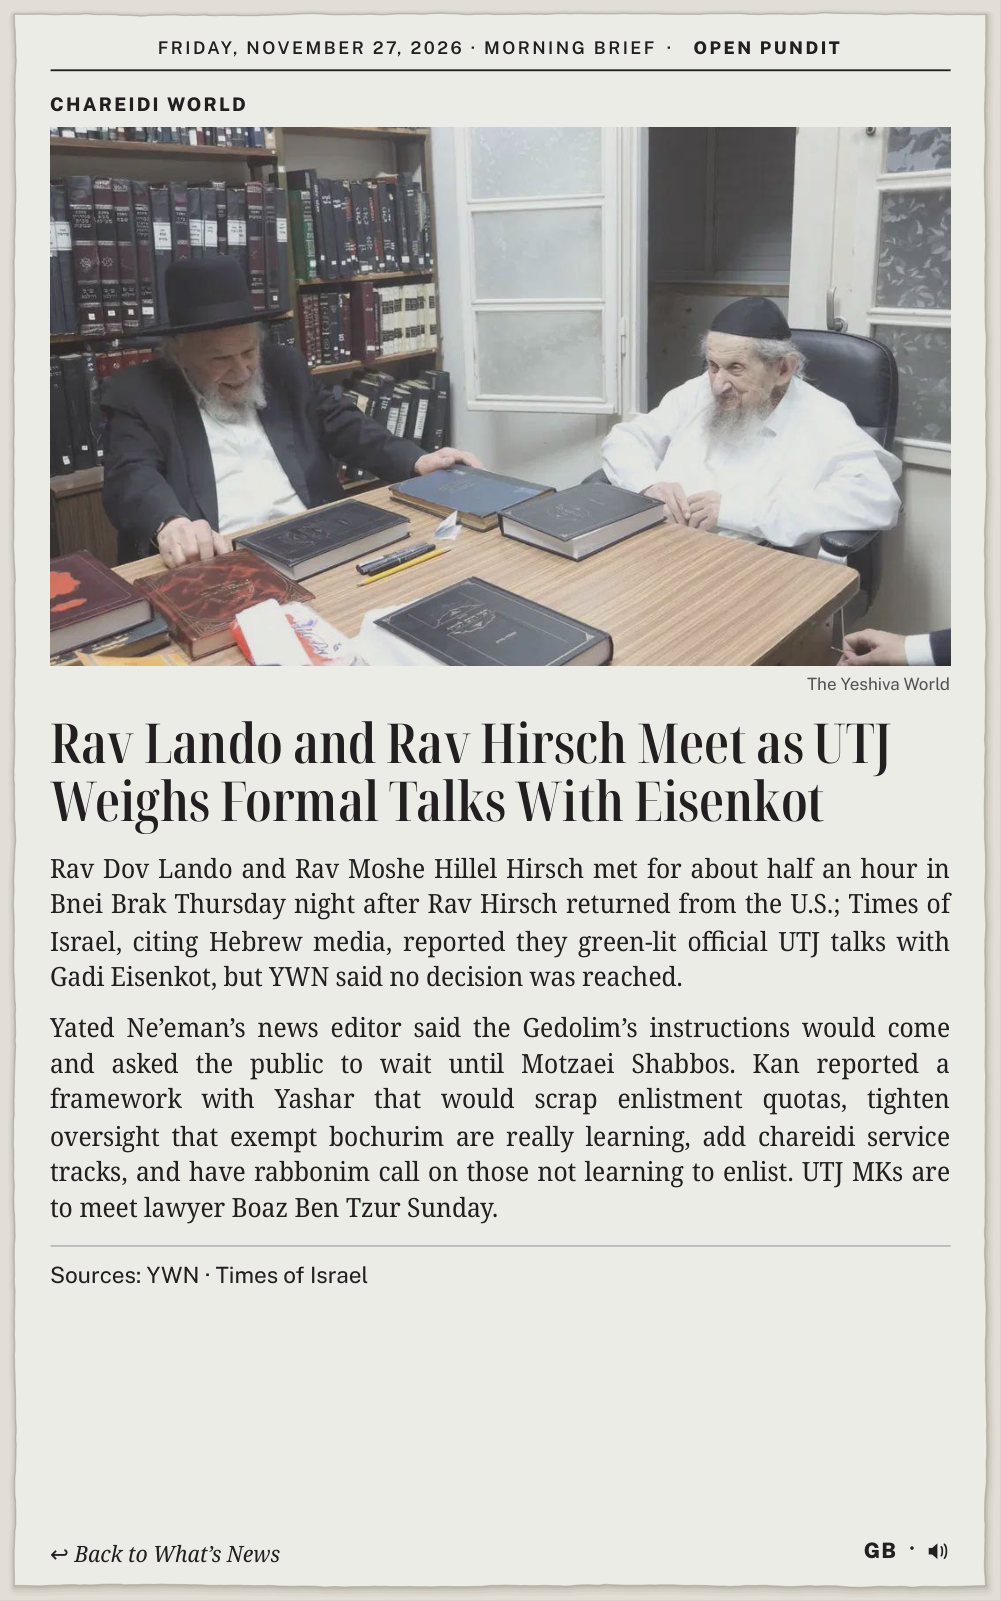 FRIDAY, NOVEMBER 27, 2026 · MORNING BRIEF · OPEN PUNDIT
CHAREIDI WORLD
The Yeshiva World
Rav Lando and Rav Hirsch Meet as UTJ
Weighs Formal Talks With Eisenkot
Rav Dov Lando and Rav Moshe Hillel Hirsch met for about half an hour in
Bnei Brak Thursday night after Rav Hirsch returned from the U.S.; Times of
Israel, citing Hebrew media, reported they green-lit official UTJ talks with
Gadi Eisenkot, but YWN said no decision was reached.
Yated Ne’eman’s news editor said the Gedolim’s instructions would come
and asked the public to wait until Motzaei Shabbos. Kan reported a
framework with Yashar that would scrap enlistment quotas, tighten
oversight that exempt bochurim are really learning, add chareidi service
tracks, and have rabbonim call on those not learning to enlist. UTJ MKs are
to meet lawyer Boaz Ben Tzur Sunday.
Sources: YWN · Times of Israel
↩ Back to What’s News
GB ·